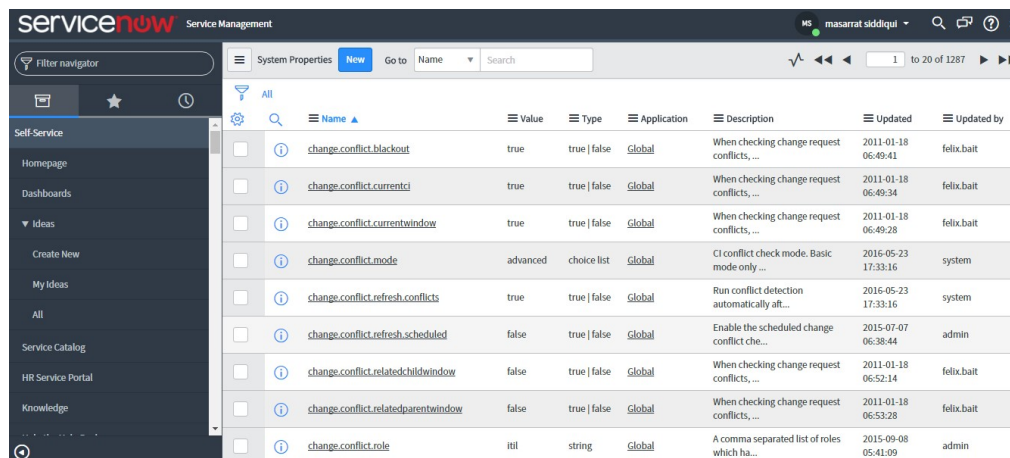 servicenow Service Management
MS masarrat siddiqui
Filter navigator
System Properties New Go to Name Search
1 to 20 of 1287
All
Self-Service
Homepage
Dashboards
Ideas
Create New
My Ideas
All
Service Catalog
HR Service Portal
Knowledge
Name Value Type Application Description Updated Updated by
change.conflict.blackout true true | false Global When checking change request conflicts, ... 2011-01-18 06:49:41 felix.bait
change.conflict.currentci true true | false Global When checking change request conflicts, ... 2011-01-18 06:49:34 felix.bait
change.conflict.currentwindow true true | false Global When checking change request conflicts, ... 2011-01-18 06:49:28 felix.bait
change.conflict.mode advanced choice list Global CI conflict check mode. Basic mode only ... 2016-05-23 17:33:16 system
change.conflict.refresh.conflicts true true | false Global Run conflict detection automatically aft... 2016-05-23 17:33:16 system
change.conflict.refresh.scheduled false true | false Global Enable the scheduled change conflict che... 2015-07-07 06:38:44 admin
change.conflict.relatedchildwindow false true | false Global When checking change request conflicts, ... 2011-01-18 06:52:14 felix.bait
change.conflict.relatedparentwindow false true | false Global When checking change request conflicts, ... 2011-01-18 06:53:28 felix.bait
change.conflict.role itil string Global A comma separated list of roles which ha... 2015-09-08 05:41:09 admin